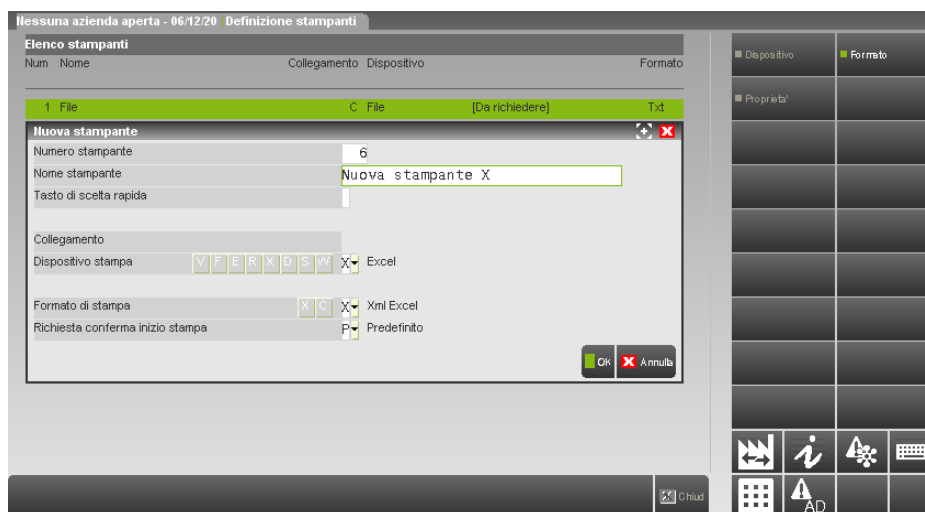 Nessuna azienda aperta - 06/12/20 Definizione stampanti
Elenco stampanti
Num Nome Collegamento Dispositivo Formato
1 File C File [Da richiedere] Txt
Nuova stampante
Numero stampante 6
Nome stampante Nuova stampante X
Tasto di scelta rapida
Collegamento
Dispositivo stampa V F E R X D S W X Excel
Formato di stampa X C X Xml Excel
Richiesta conferma inizio stampa P Predefinito
OK Annulla
Chiud
Dispositivo Formato
Proprieta'
AD